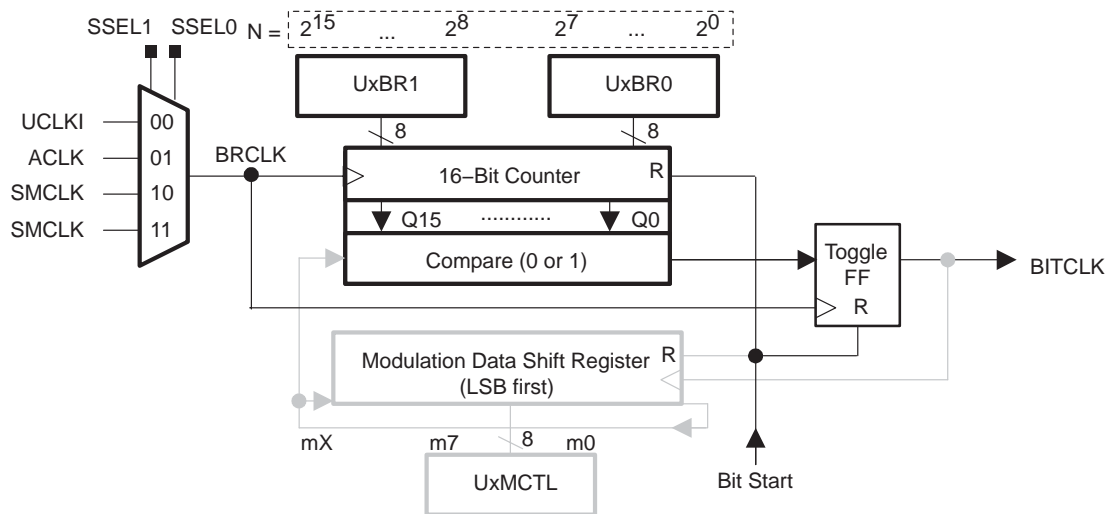 SSEL1 SSEL0 N = 2^15 ... 2^8 2^7 ... 2^0
UxBR1 UxBR0
8 8
UCLKI 00
ACLK 01
SMCLK 10
SMCLK 11
BRCLK
16–Bit Counter R
Q15 ............ Q0
Compare (0 or 1)
Toggle
FF
R
BITCLK
Modulation Data Shift Register R
(LSB first)
mX m7 8 m0
UxMCTL
Bit Start